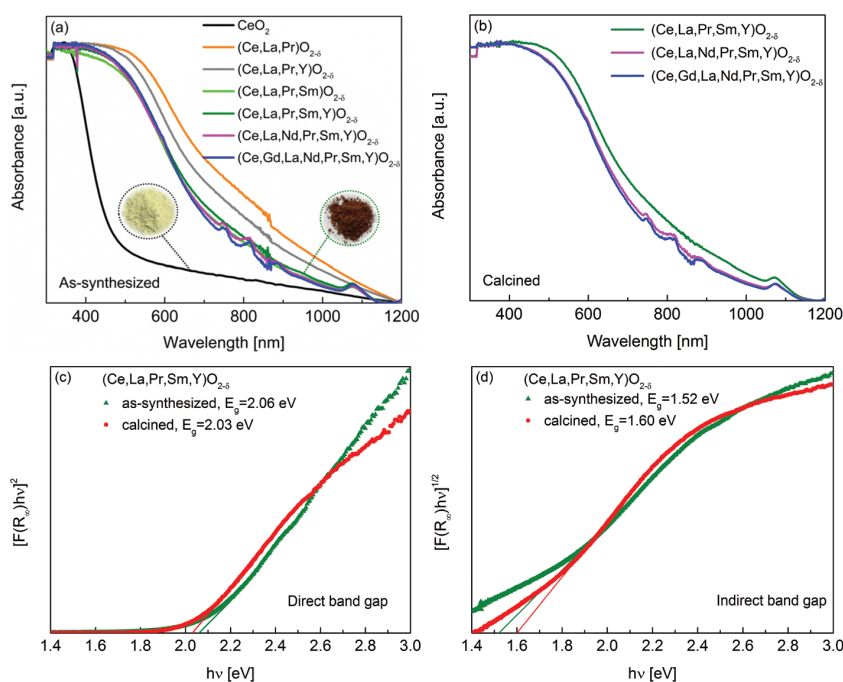 (a)
CeO₂
(Ce,La,Pr)O₂₋δ
(Ce,La,Pr,Y)O₂₋δ
(Ce,La,Pr,Sm)O₂₋δ
(Ce,La,Pr,Sm,Y)O₂₋δ
(Ce,La,Nd,Pr,Sm,Y)O₂₋δ
(Ce,Gd,La,Nd,Pr,Sm,Y)O₂₋δ
As-synthesized
Absorbance [a.u.]
400 600 800 1000 1200
Wavelength [nm]
(b)
(Ce,La,Pr,Sm,Y)O₂₋δ
(Ce,La,Nd,Pr,Sm,Y)O₂₋δ
(Ce,Gd,La,Nd,Pr,Sm,Y)O₂₋δ
Calcined
Absorbance [a.u.]
400 600 800 1000 1200
Wavelength [nm]
(c)
(Ce,La,Pr,Sm,Y)O₂₋δ
as-synthesized, E_g=2.06 eV
calcined, E_g=2.03 eV
Direct band gap
[F(R∞)hν]²
1.4 1.6 1.8 2.0 2.2 2.4 2.6 2.8 3.0
hν [eV]
(d)
(Ce,La,Pr,Sm,Y)O₂₋δ
as-synthesized, E_g=1.52 eV
calcined, E_g=1.60 eV
Indirect band gap
[F(R∞)hν]¹ᐟ²
1.4 1.6 1.8 2.0 2.2 2.4 2.6 2.8 3.0
hν [eV]